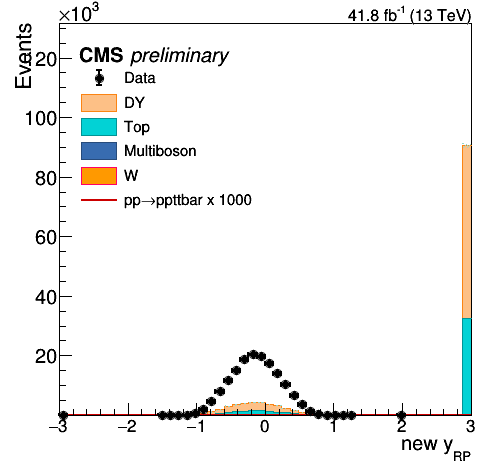 ×10³
41.8 fb⁻¹ (13 TeV)
Events
CMS preliminary
Data
DY
Top
Multiboson
W
pp→ppttbar x 1000
120
100
80
60
40
20
−3 −2 −1 0 1 2 3
new y_RP